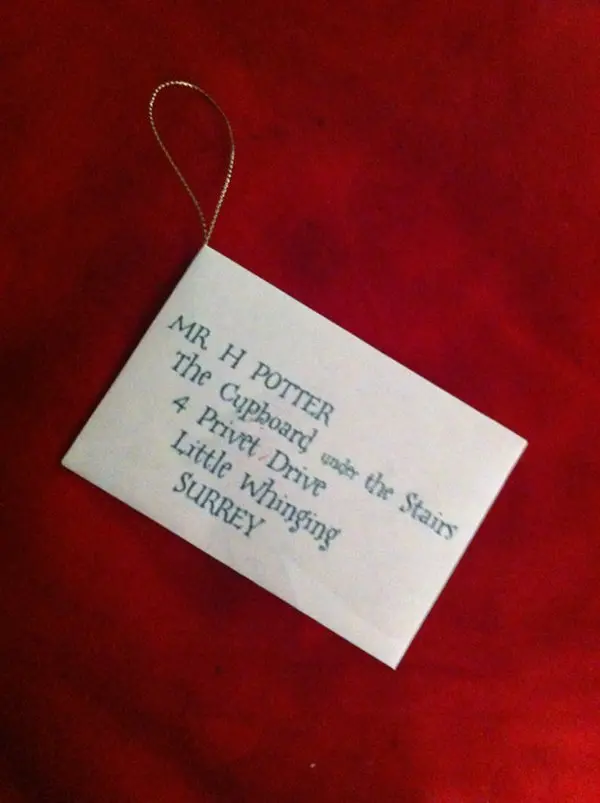 MR. H POTTER
The Cupboard under the Stairs
4 Privet Drive
Little Whinging
SURREY